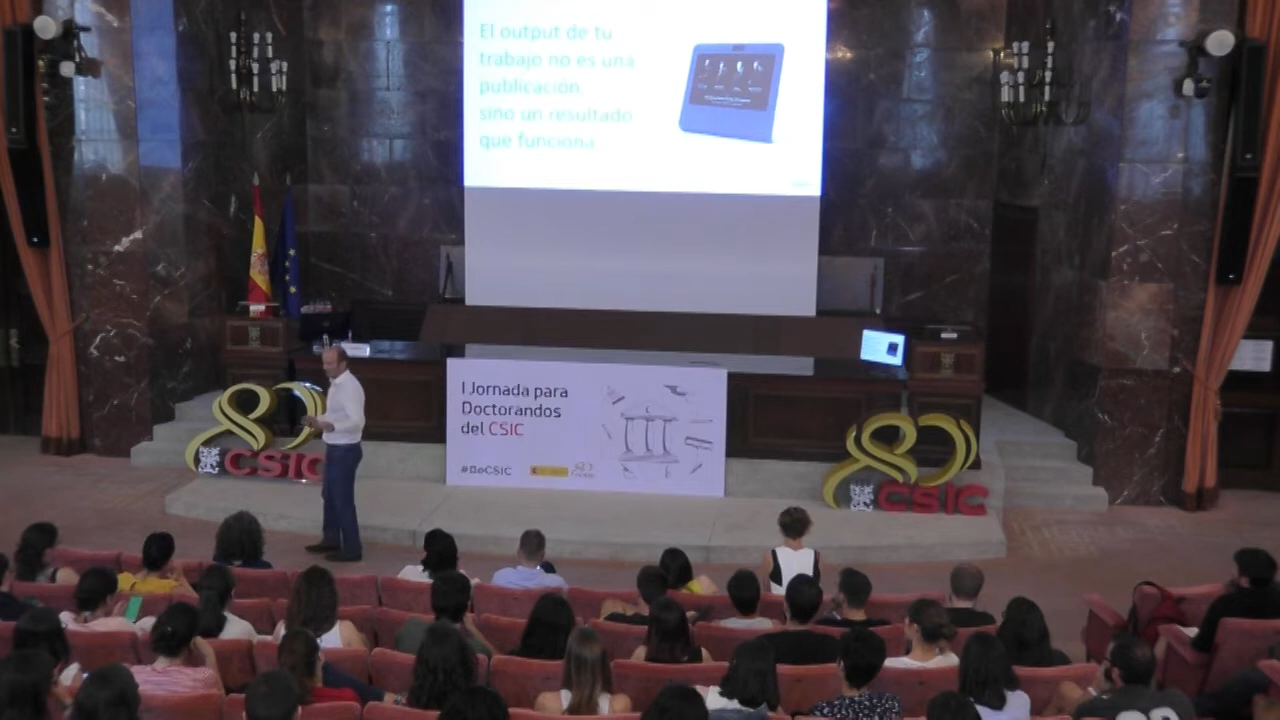 El output de tu
trabajo no es una
publicación,
sino un resultado
que funciona
I Jornada para
Doctorandos
del CSIC
#BeCSIC
80
CSIC
80
CSIC